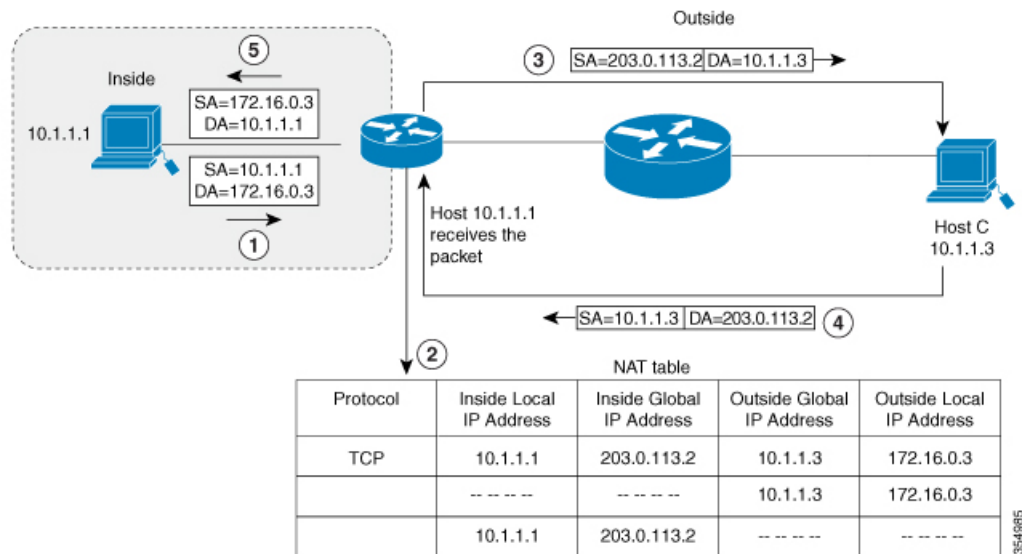 Outside
5
3
SA=203.0.113.2 DA=10.1.1.3
Inside
SA=172.16.0.3
DA=10.1.1.1
10.1.1.1
SA=10.1.1.1
DA=172.16.0.3
1
Host 10.1.1.1
receives the
packet
Host C
10.1.1.3
SA=10.1.1.3 DA=203.0.113.2
4
2
NAT table
Protocol Inside Local IP Address Inside Global IP Address Outside Global IP Address Outside Local IP Address
TCP 10.1.1.1 203.0.113.2 10.1.1.3 172.16.0.3
-- -- -- -- -- -- -- -- 10.1.1.3 172.16.0.3
10.1.1.1 203.0.113.2 -- -- -- -- -- -- -- --